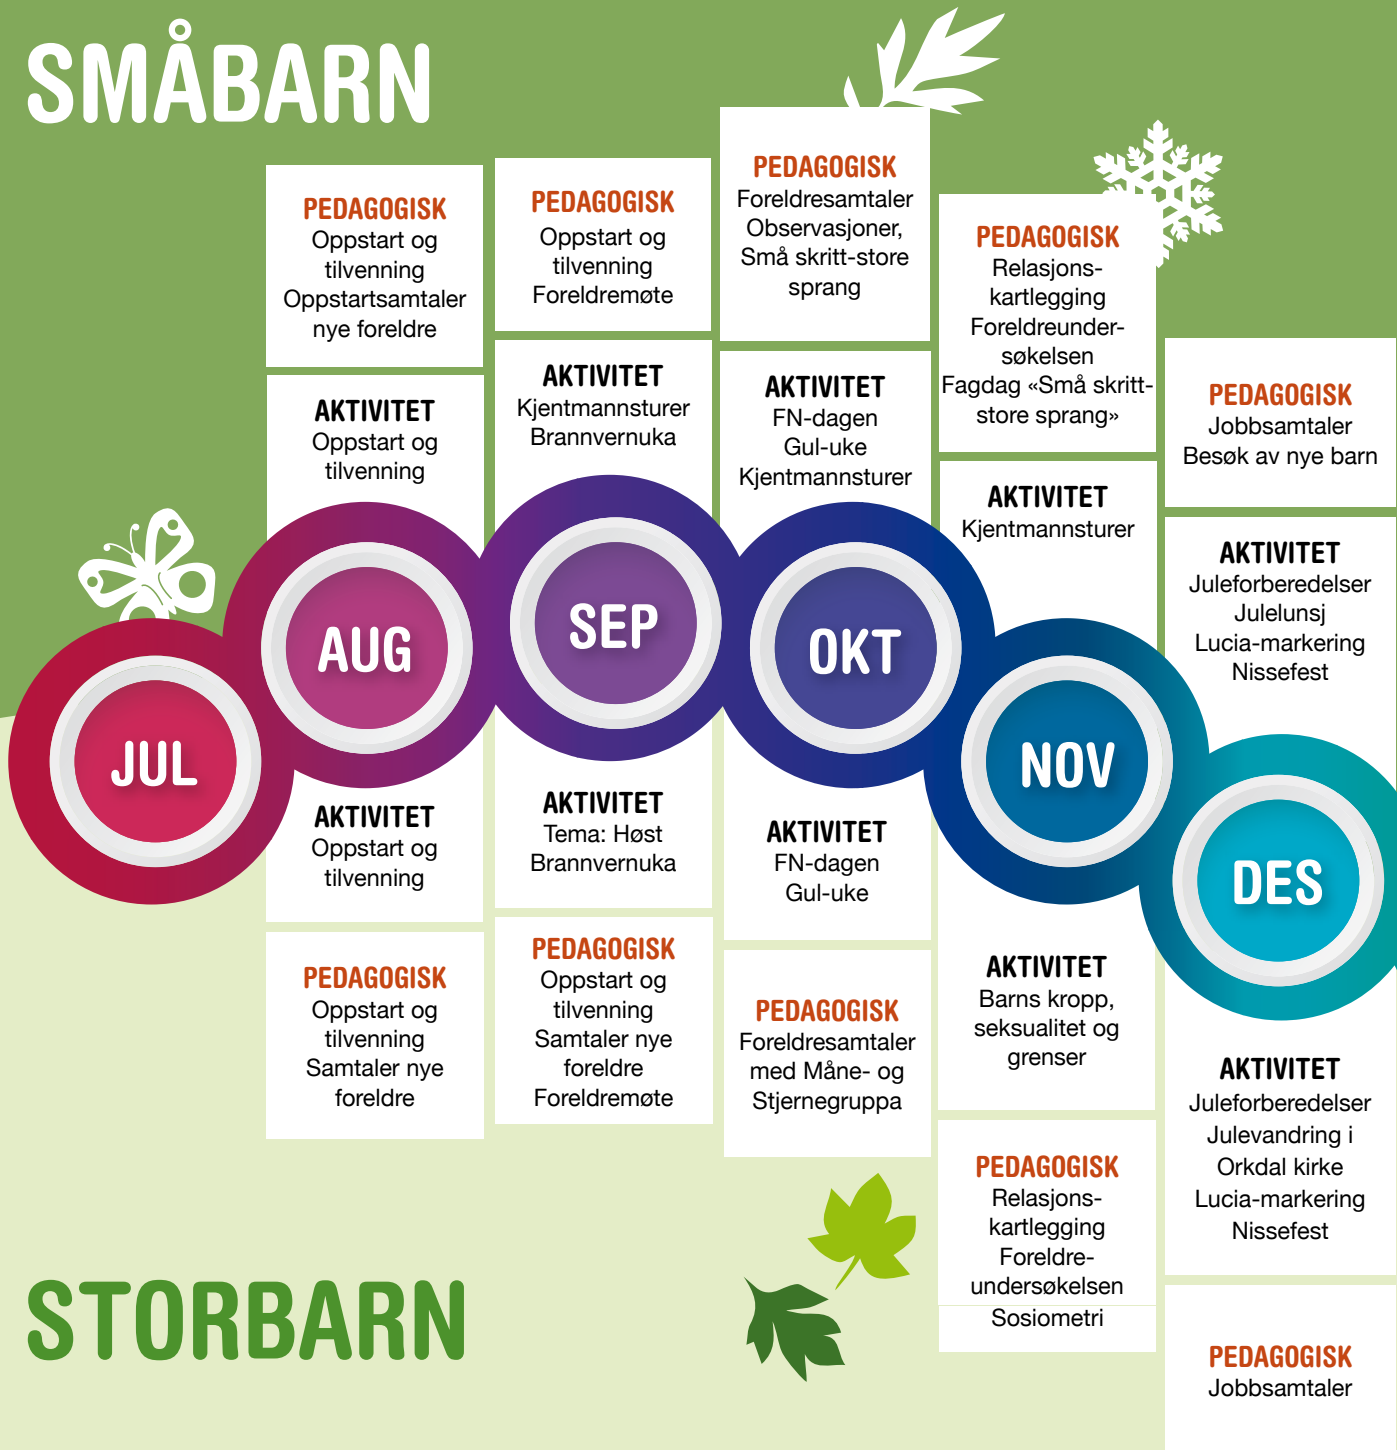 SMÅBARN
PEDAGOGISK
Oppstart og
tilvenning
Oppstartsamtaler
nye foreldre
AKTIVITET
Oppstart og
tilvenning
PEDAGOGISK
Oppstart og
tilvenning
Foreldremøte
AKTIVITET
Kjentmannsturer
Brannvernuka
PEDAGOGISK
Foreldresamtaler
Observasjoner,
Små skritt-store
sprang
AKTIVITET
FN-dagen
Gul-uke
Kjentmannsturer
PEDAGOGISK
Relasjons-
kartlegging
Foreldreunder-
søkelsen
Fagdag «Små skritt-
store sprang»
AKTIVITET
Kjentmannsturer
PEDAGOGISK
Jobbsamtaler
Besøk av nye barn
AKTIVITET
Juleforberedelser
Julelunsj
Lucia-markering
Nissefest
JUL
AUG
SEP
OKT
NOV
DES
AKTIVITET
Oppstart og
tilvenning
PEDAGOGISK
Oppstart og
tilvenning
Samtaler nye
foreldre
AKTIVITET
Tema: Høst
Brannvernuka
PEDAGOGISK
Oppstart og
tilvenning
Samtaler nye
foreldre
Foreldremøte
AKTIVITET
FN-dagen
Gul-uke
PEDAGOGISK
Foreldresamtaler
med Måne- og
Stjernegruppa
AKTIVITET
Barns kropp,
seksualitet og
grenser
PEDAGOGISK
Relasjons-
kartlegging
Foreldre-
undersøkelsen
Sosiometri
AKTIVITET
Juleforberedelser
Julevandring i
Orkdal kirke
Lucia-markering
Nissefest
PEDAGOGISK
Jobbsamtaler
STORBARN